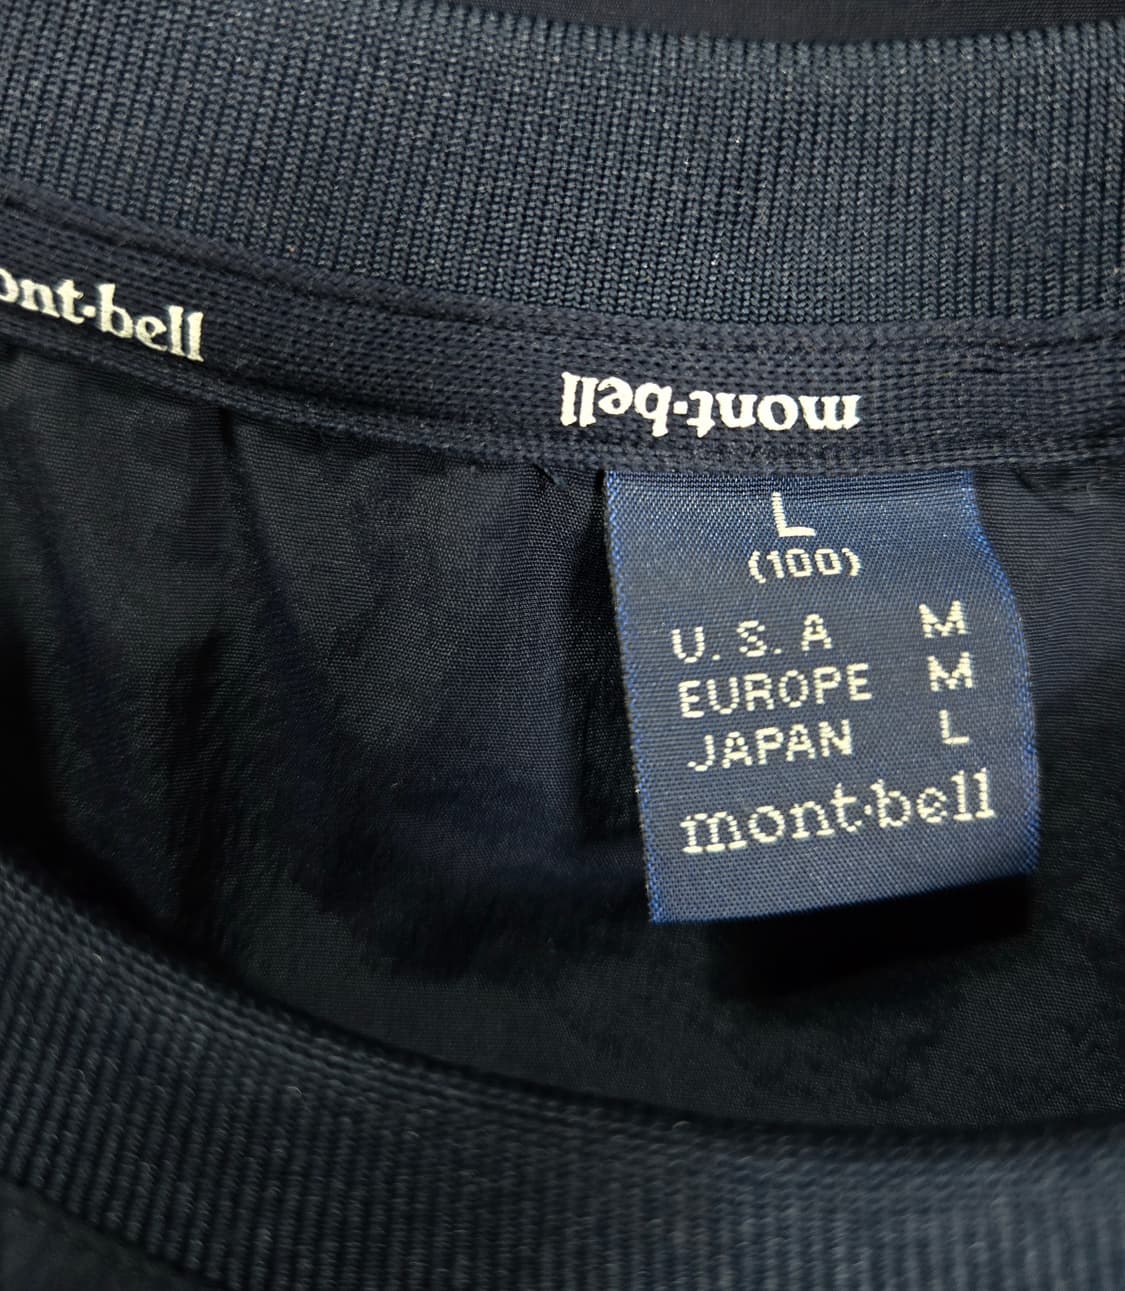 ont·bell
mont·bell
L
(100)
U.S.A M
EUROPE M
JAPAN L
mont·bell